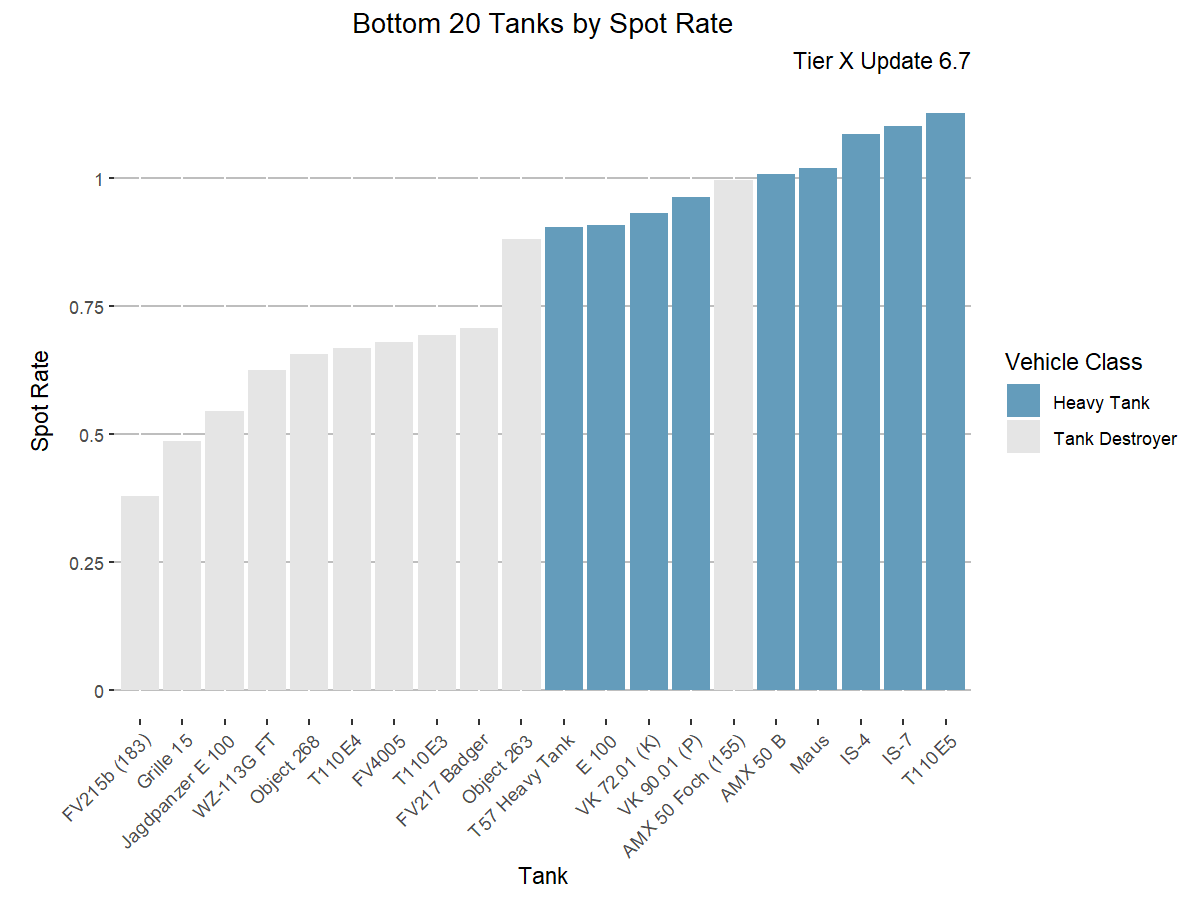 Bottom 20 Tanks by Spot Rate
Tier X Update 6.7
Spot Rate
1
0.75
0.5
0.25
0
FV215b (183)
Grille 15
Jagdpanzer E 100
WZ-113G FT
Object 268
T110E4
FV4005
T110E3
FV217 Badger
Object 263
T57 Heavy Tank
E 100
VK 72.01 (K)
VK 90.01 (P)
AMX 50 Foch (155)
AMX 50 B
Maus
IS-4
IS-7
T110E5
Tank
Vehicle Class
Heavy Tank
Tank Destroyer